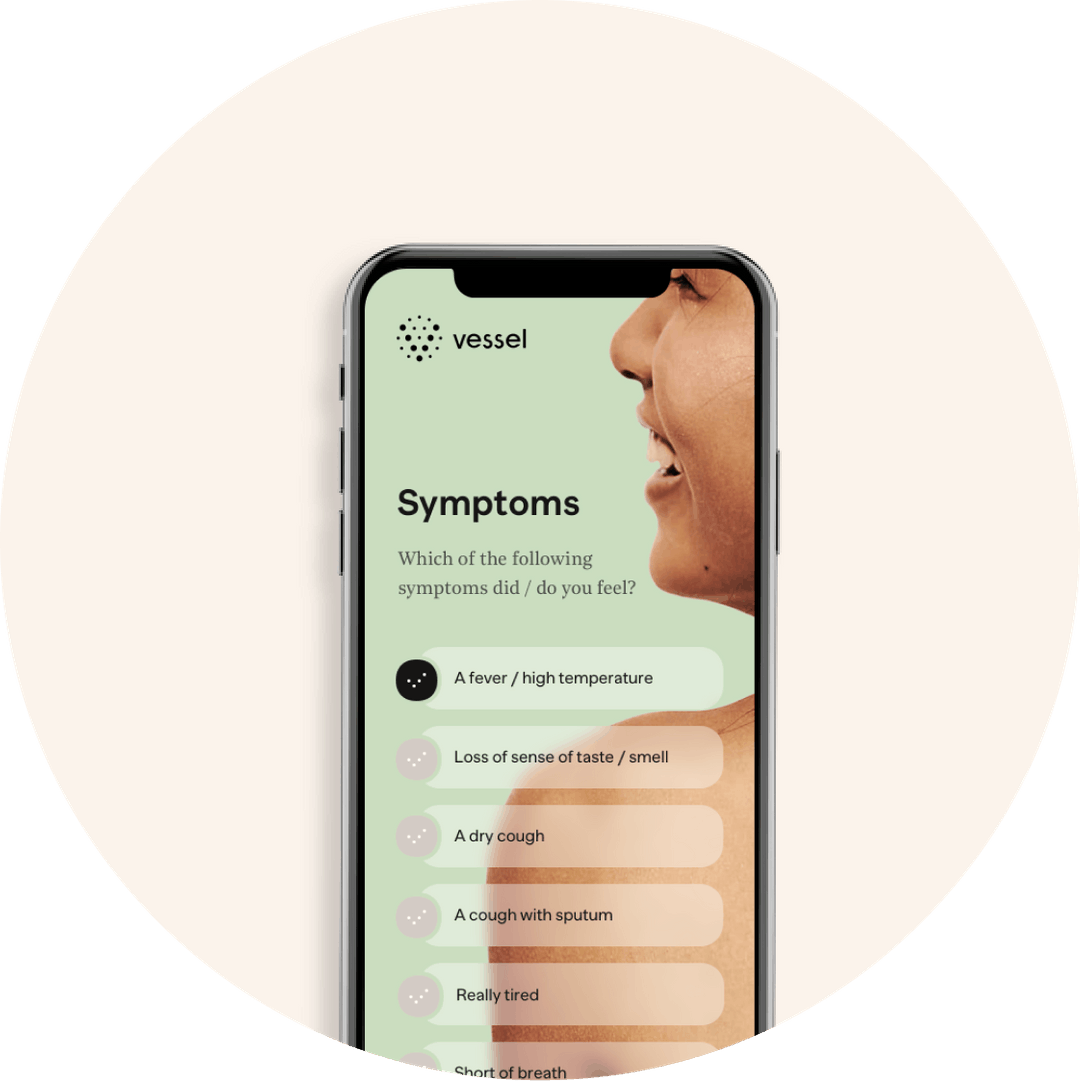 vessel
Symptoms
Which of the following
symptoms did / do you feel?
A fever / high temperature
Loss of sense of taste / smell
A dry cough
A cough with sputum
Really tired
Short of breath